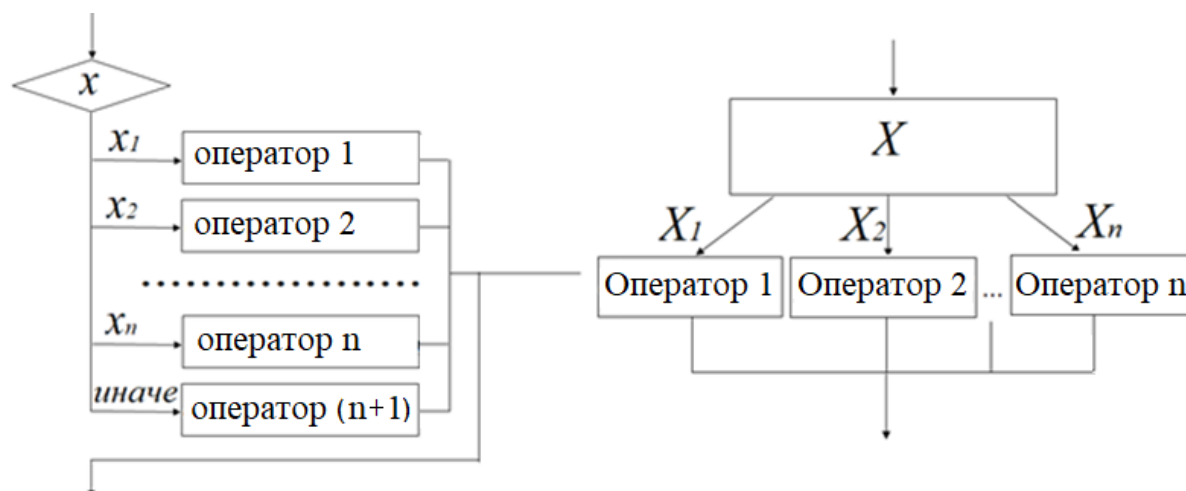 x
x1 оператор 1
x2 оператор 2
xn оператор n
иначе оператор (n+1)
X
X1 X2 Xn
Оператор 1 Оператор 2 ... Оператор n